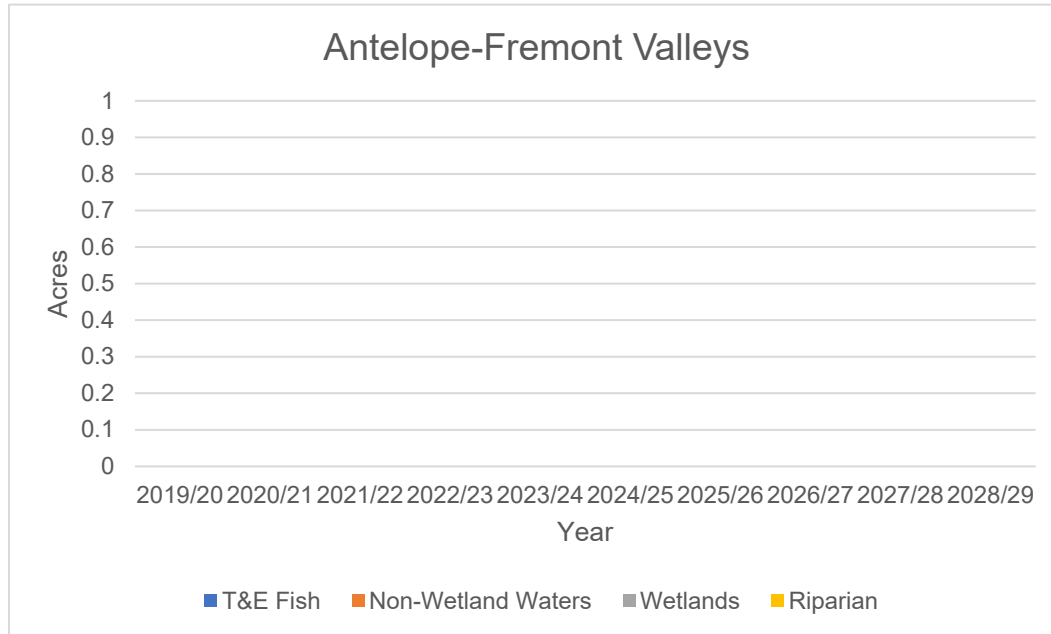 Antelope-Fremont Valleys
1
0.9
0.8
0.7
0.6
0.5
0.4
0.3
0.2
0.1
0
Acres
2019/20 2020/21 2021/22 2022/23 2023/24 2024/25 2025/26 2026/27 2027/28 2028/29
Year
T&E Fish Non-Wetland Waters Wetlands Riparian